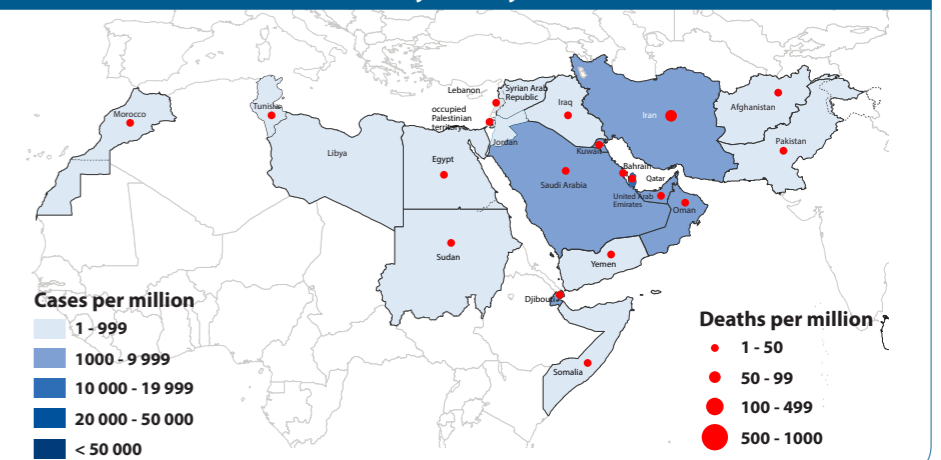 Lebanon
Syrian Arab
Republic
Tunisia
Morocco
occupied
Palestinian
territory
Iraq
Iran
Afghanistan
Pakistan
Jordan
Libya
Egypt
Kuwait
Bahrain
Qatar
Saudi Arabia
United Arab
Emirates
Oman
Sudan
Yemen
Djibouti
Somalia
Cases per million
1 - 999
1000 - 9 999
10 000 - 19 999
20 000 - 50 000
< 50 000
Deaths per million
1 - 50
50 - 99
100 - 499
500 - 1000